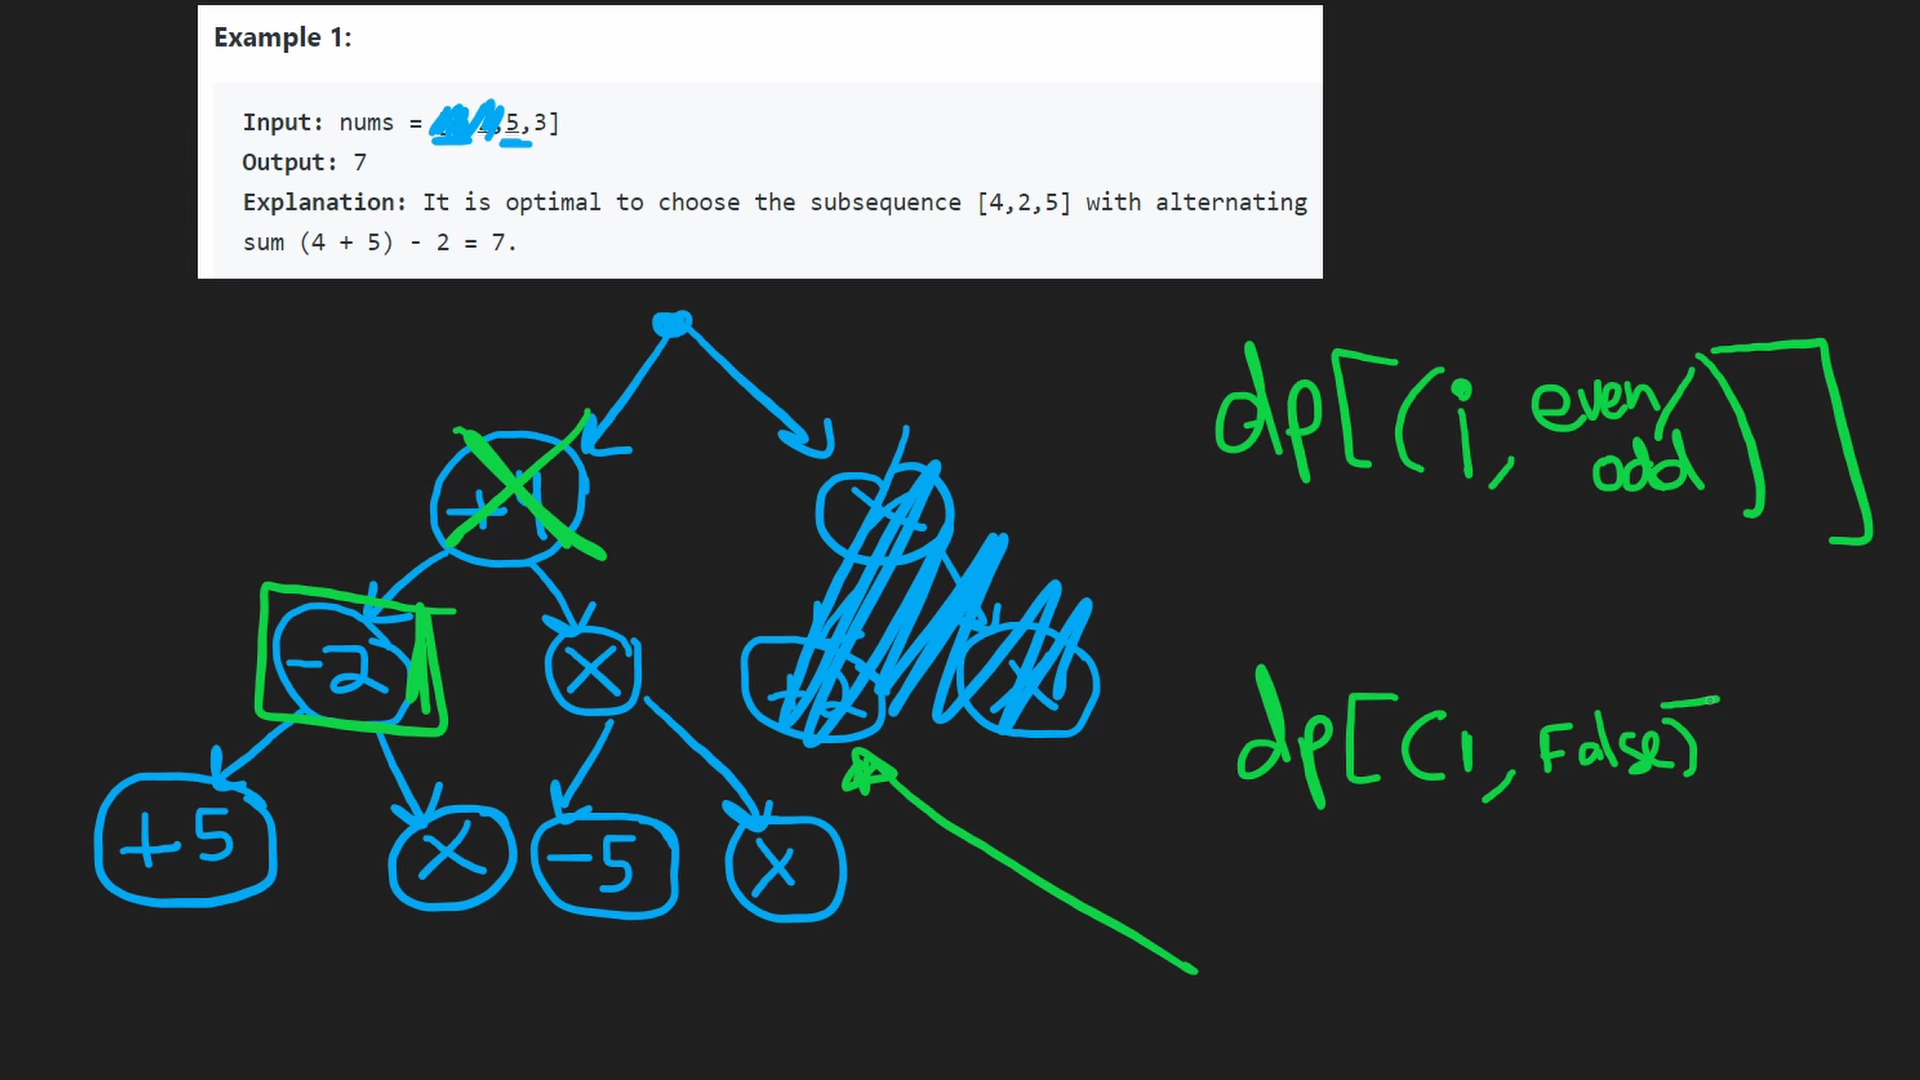 Example 1:
Input: nums = ,5,3]
Output: 7
Explanation: It is optimal to choose the subsequence [4,2,5] with alternating
sum (4 + 5) - 2 = 7.
dp[(i, even/
odd)]
-2
X
+2
X
dp[(1, False)
+5
X
-5
X